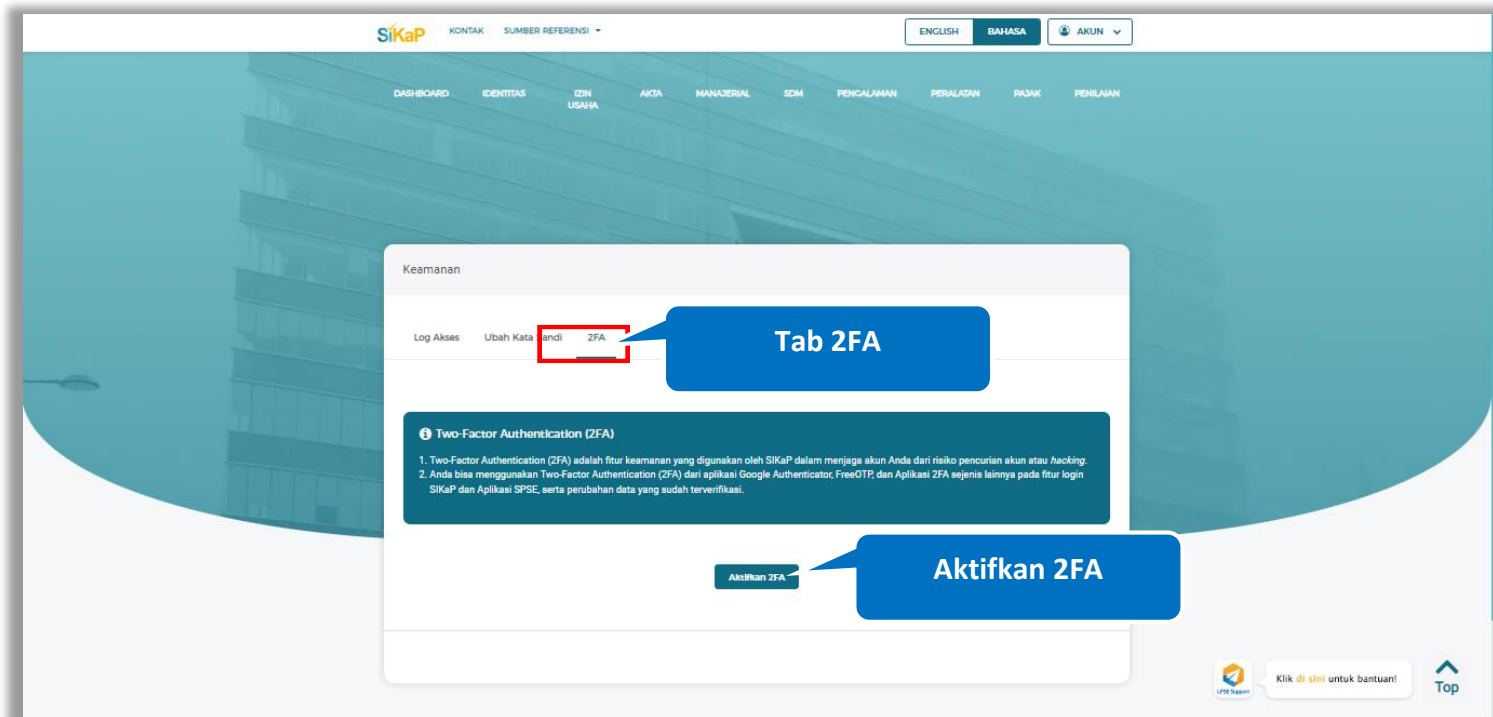 SiKaP KONTAK SUMBER REFERENSI ENGLISH BAHASA AKUN
DASHBOARD IDENTITAS IZIN USAHA AKTA MANAJERIAL SDM PENGALAMAN PERALATAN PAJAK PENILAIAN
Keamanan
Log Akses Ubah Kata Sandi 2FA
Tab 2FA
Two-Factor Authentication (2FA)
1. Two-Factor Authentication (2FA) adalah fitur keamanan yang digunakan oleh SIKaP dalam menjaga akun Anda dari risiko pencurian akun atau hacking.
2. Anda bisa menggunakan Two-Factor Authentication (2FA) dari aplikasi Google Authenticator, FreeOTP, dan Aplikasi 2FA sejenis lainnya pada fitur login
SIKaP dan Aplikasi SPSE, serta perubahan data yang sudah terverifikasi.
Aktifkan 2FA
Aktifkan 2FA
LPSE Support
Klik di sini untuk bantuan!
Top